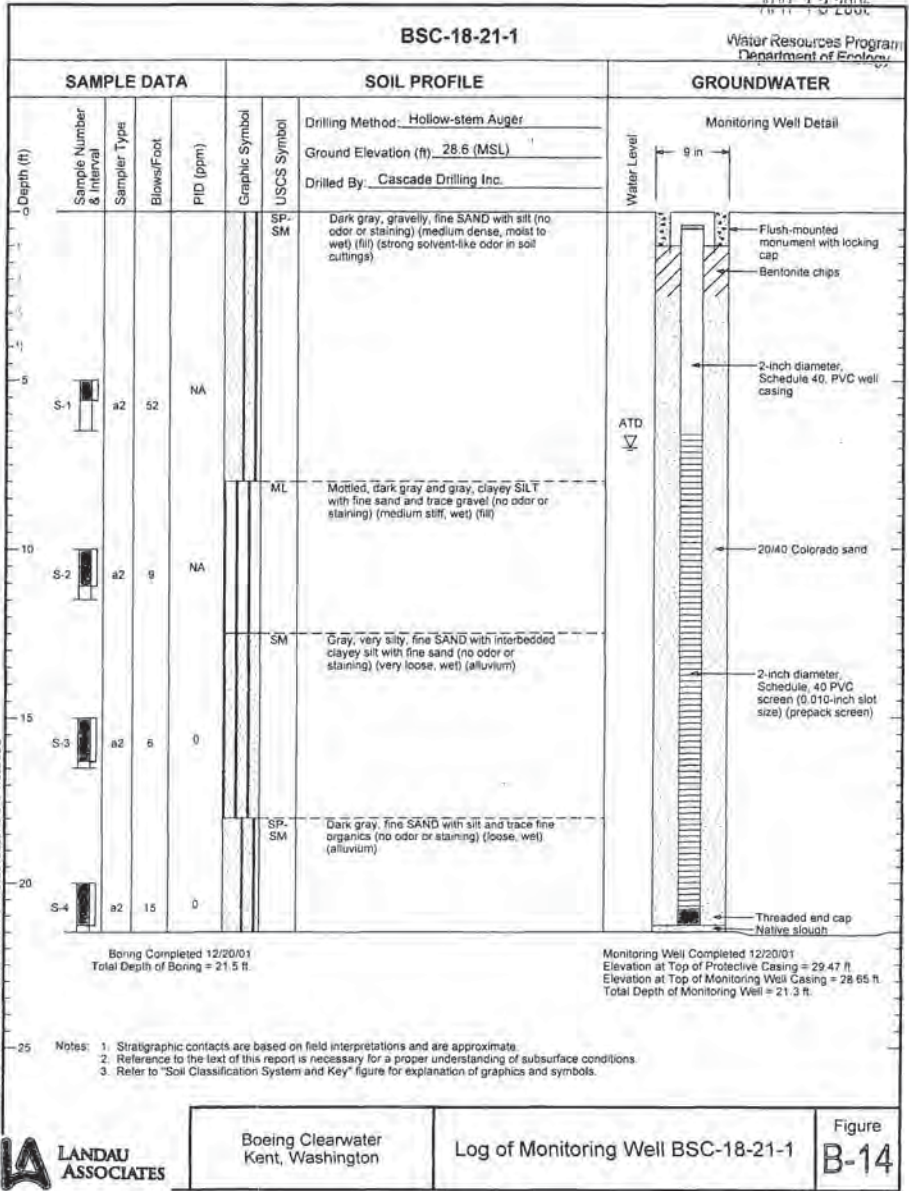 BSC-18-21-1
Water Resources Program
Department of Ecology
SAMPLE DATA
SOIL PROFILE
GROUNDWATER
Depth (ft)
Sample Number
& Interval
Sampler Type
Blows/Foot
PID (ppm)
Graphic Symbol
USCS Symbol
Drilling Method: Hollow-stem Auger
Ground Elevation (ft): 28.6 (MSL)
Drilled By: Cascade Drilling Inc.
Water Level
Monitoring Well Detail
9 in
0
SP-
SM
Dark gray, gravelly, fine SAND with silt (no
odor or staining) (medium dense, moist to
wet) (fill) (strong solvent-like odor in soil
cuttings)
Flush-mounted
monument with locking
cap
Bentonite chips
2-inch diameter,
Schedule 40, PVC well
casing
5
S-1
a2
52
NA
ATD
ML
Mottled, dark gray and gray, clayey SILT
with fine sand and trace gravel (no odor or
staining) (medium stiff, wet) (fill)
10
S-2
a2
9
NA
20/40 Colorado sand
SM
Gray, very silty, fine SAND with interbedded
clayey silt with fine sand (no odor or
staining) (very loose, wet) (alluvium)
2-inch diameter,
Schedule, 40 PVC
screen (0.010-inch slot
size) (prepack screen)
15
S-3
a2
6
0
SP-
SM
Dark gray, fine SAND with silt and trace fine
organics (no odor or staining) (loose, wet)
(alluvium)
20
S-4
a2
15
0
Threaded end cap
Native slough
Boring Completed 12/20/01
Total Depth of Boring = 21.5 ft.
Monitoring Well Completed 12/20/01
Elevation at Top of Protective Casing = 29.47 ft.
Elevation at Top of Monitoring Well Casing = 28.65 ft.
Total Depth of Monitoring Well = 21.3 ft.
25
Notes: 1. Stratigraphic contacts are based on field interpretations and are approximate.
2. Reference to the text of this report is necessary for a proper understanding of subsurface conditions.
3. Refer to "Soil Classification System and Key" figure for explanation of graphics and symbols.
LA LANDAU
ASSOCIATES
Boeing Clearwater
Kent, Washington
Log of Monitoring Well BSC-18-21-1
Figure
B-14